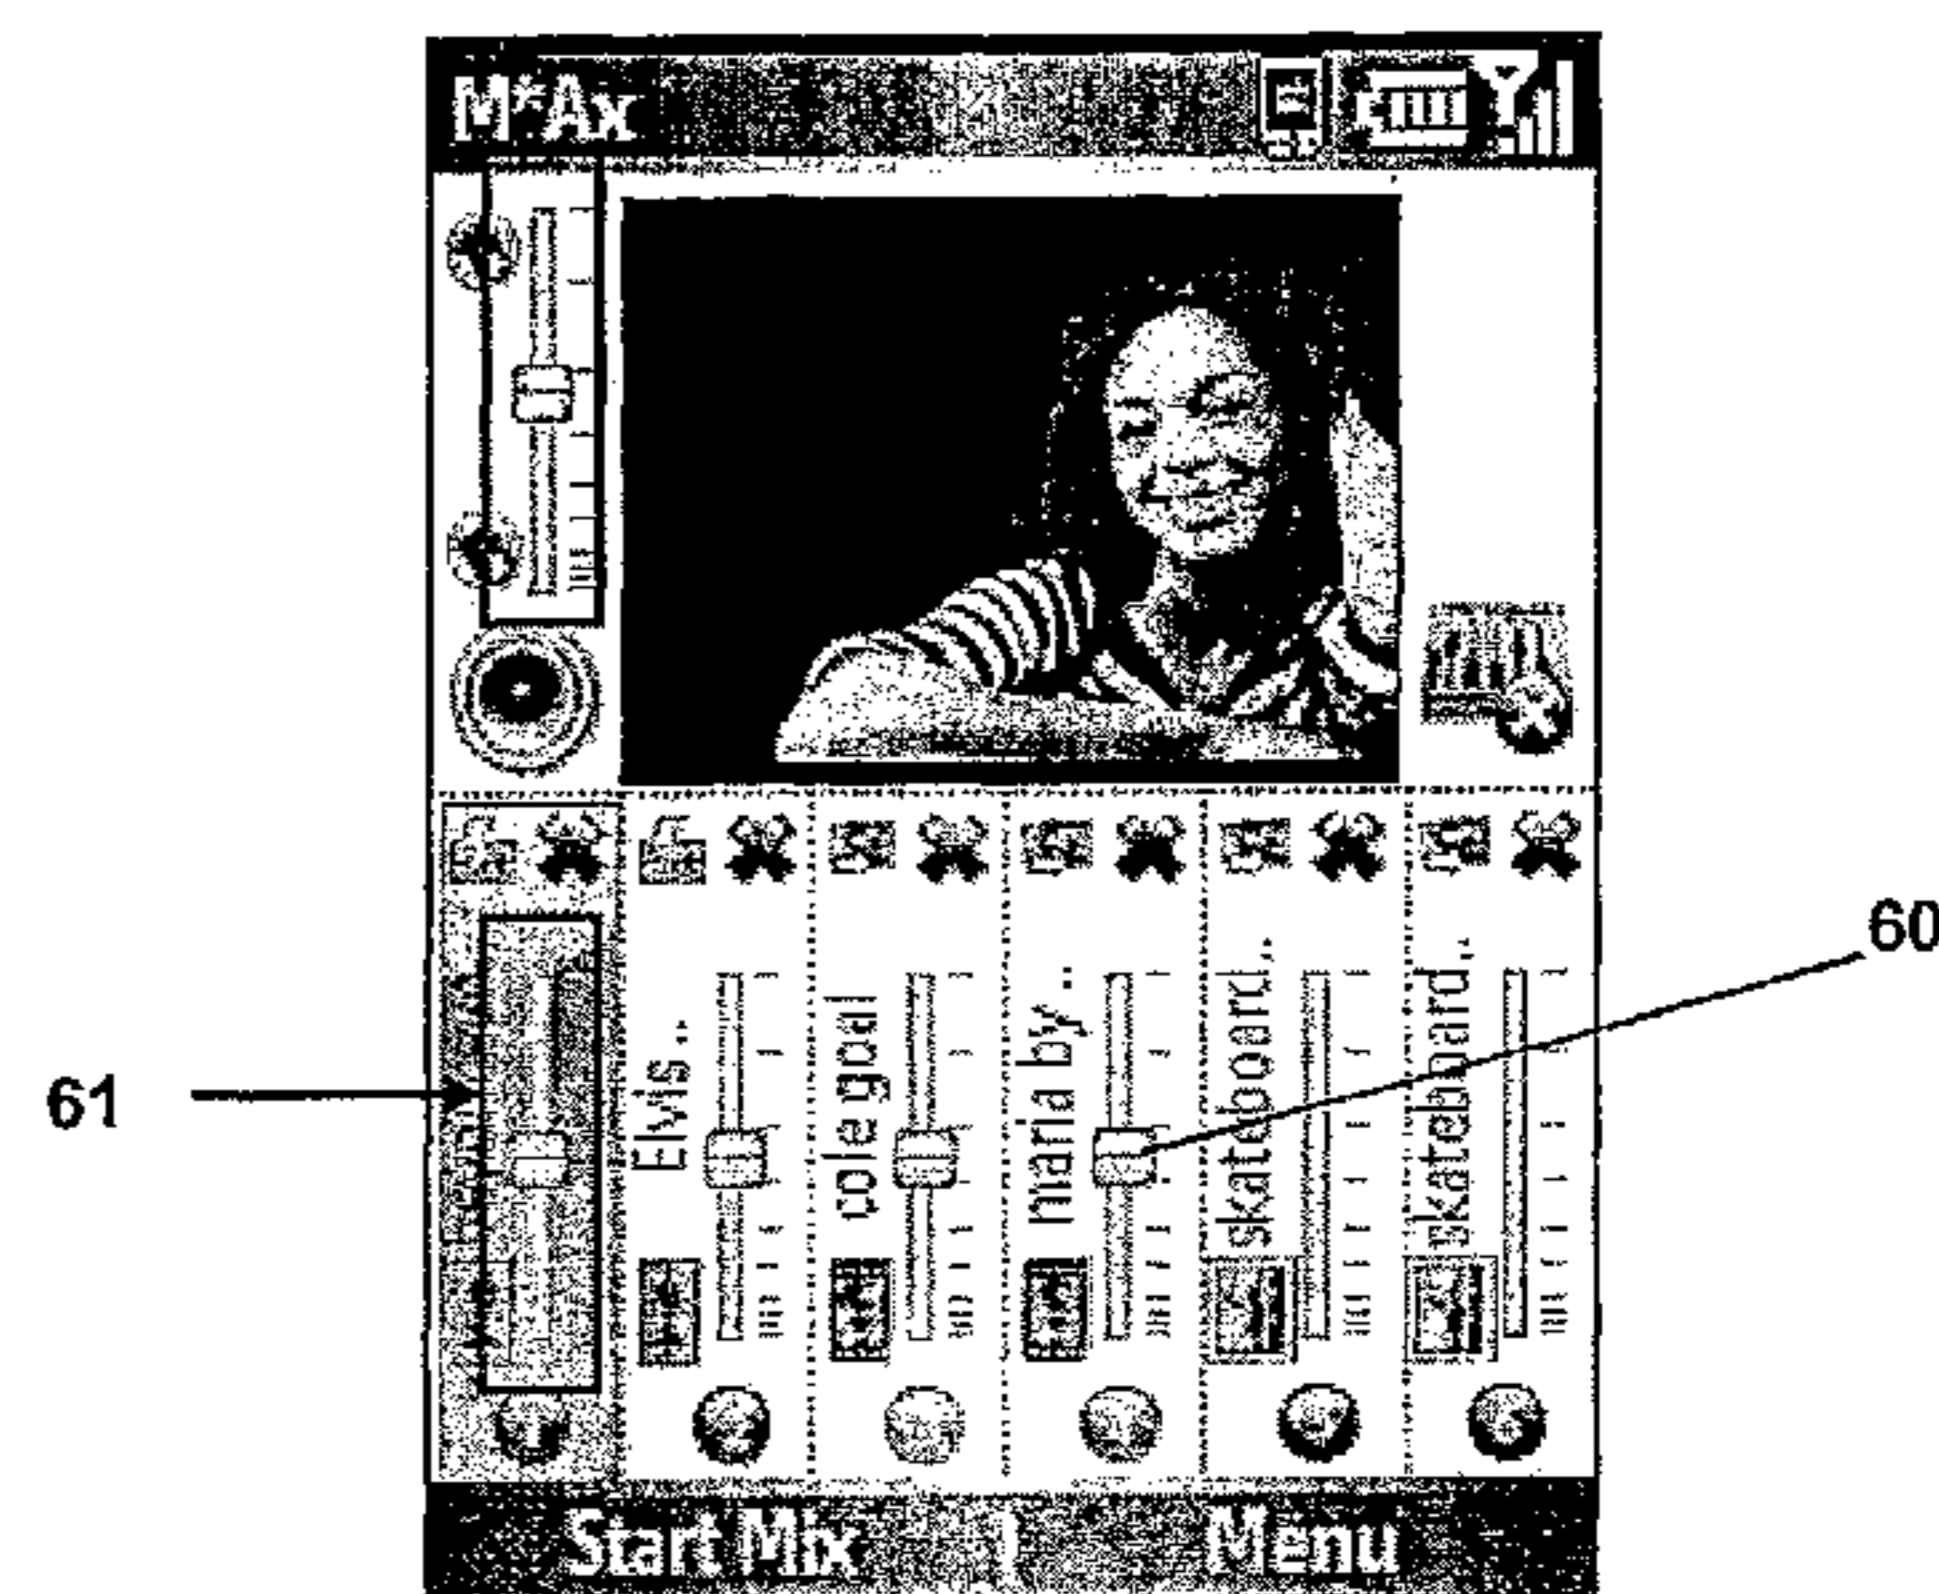 M*Ax
60
61
Elvis..
cole goal
maria by..
skateboard..
skateboard..
Start Mix
Menu